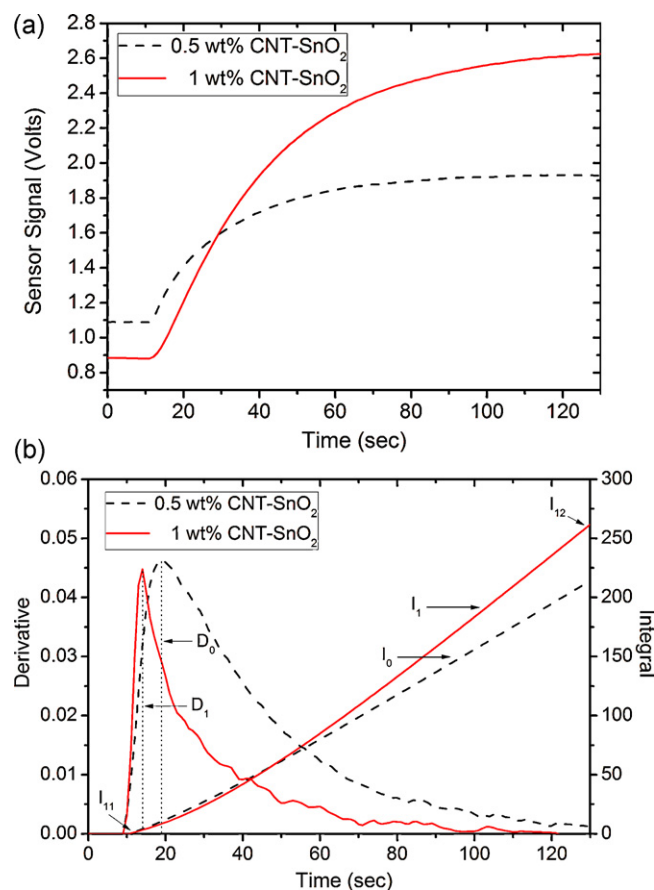 (a)
2.8
2.6
2.4
2.2
2.0
1.8
1.6
1.4
1.2
1.0
0.8
Sensor Signal (Volts)
0.5 wt% CNT-SnO₂
1 wt% CNT-SnO₂
0 20 40 60 80 100 120
Time (sec)
(b)
0.06
0.05
0.04
0.03
0.02
0.01
0.00
Derivative
0.5 wt% CNT-SnO₂
1 wt% CNT-SnO₂
I₁₂
I₁
I₀
D₀
D₁
I₁₁
300
250
200
150
100
50
0
Integral
0 20 40 60 80 100 120
Time (sec)